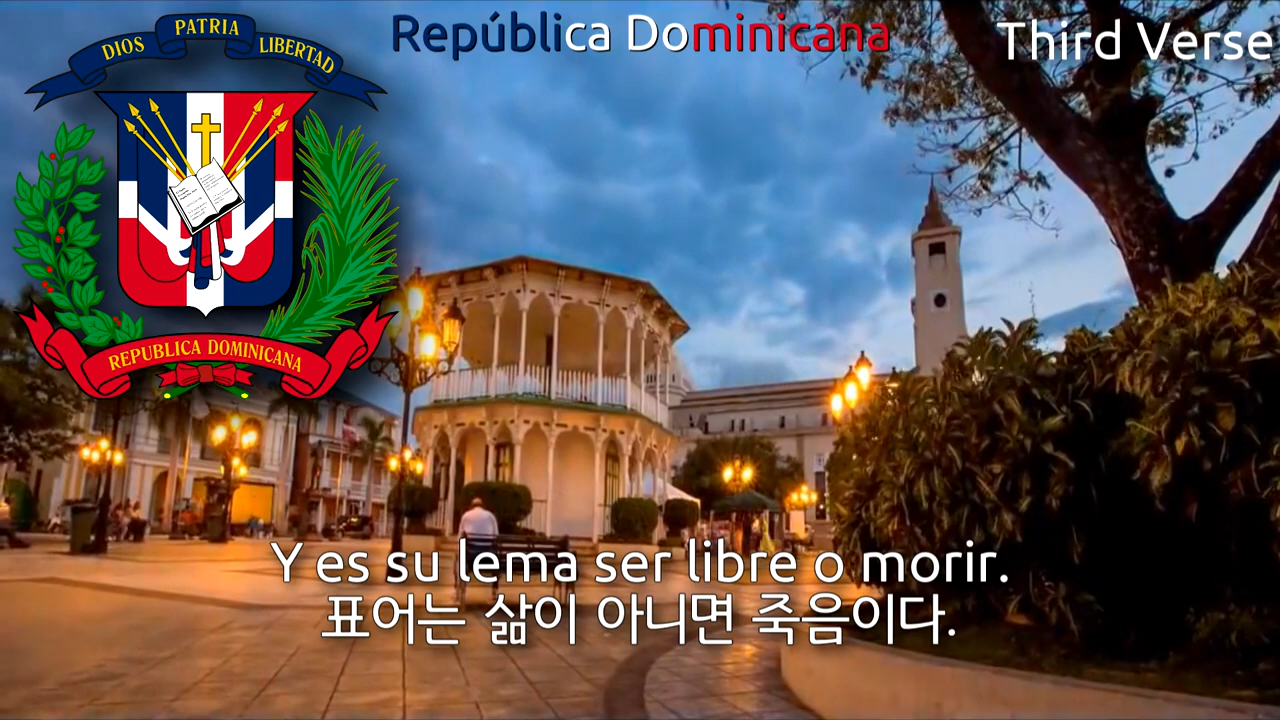 DIOS PATRIA LIBERTAD
República Dominicana
Third Verse
REPUBLICA DOMINICANA
Y es su lema ser libre o morir.
표어는 삶이 아니면 죽음이다.